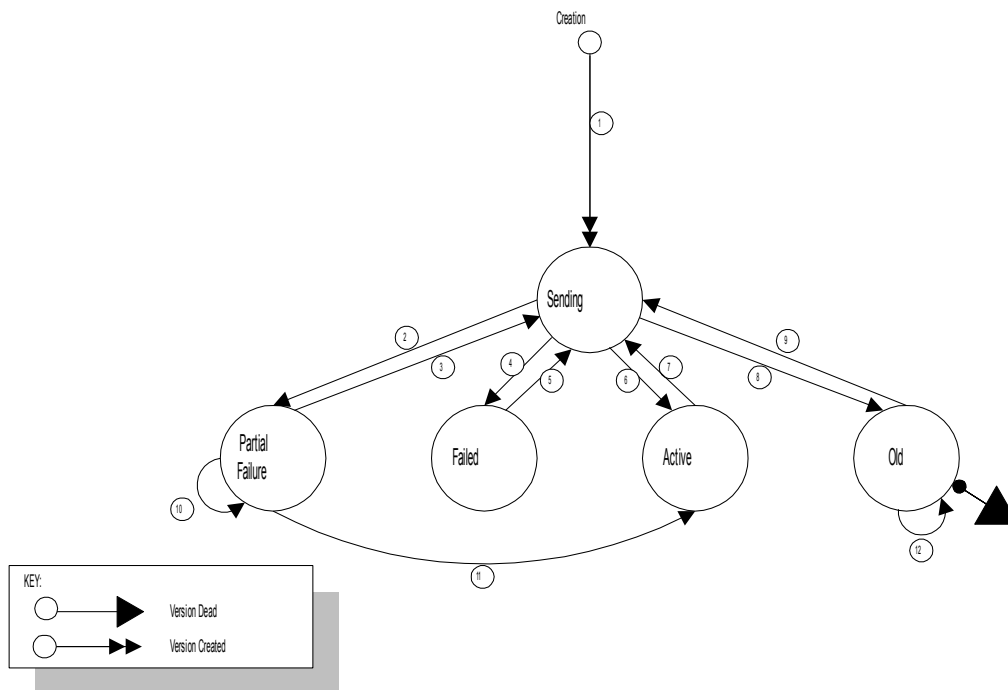 Creation
1
Sending
2
3
4
5
6
7
8
9
Partial
Failure
Failed
Active
Old
10
11
12
KEY:
Version Dead
Version Created